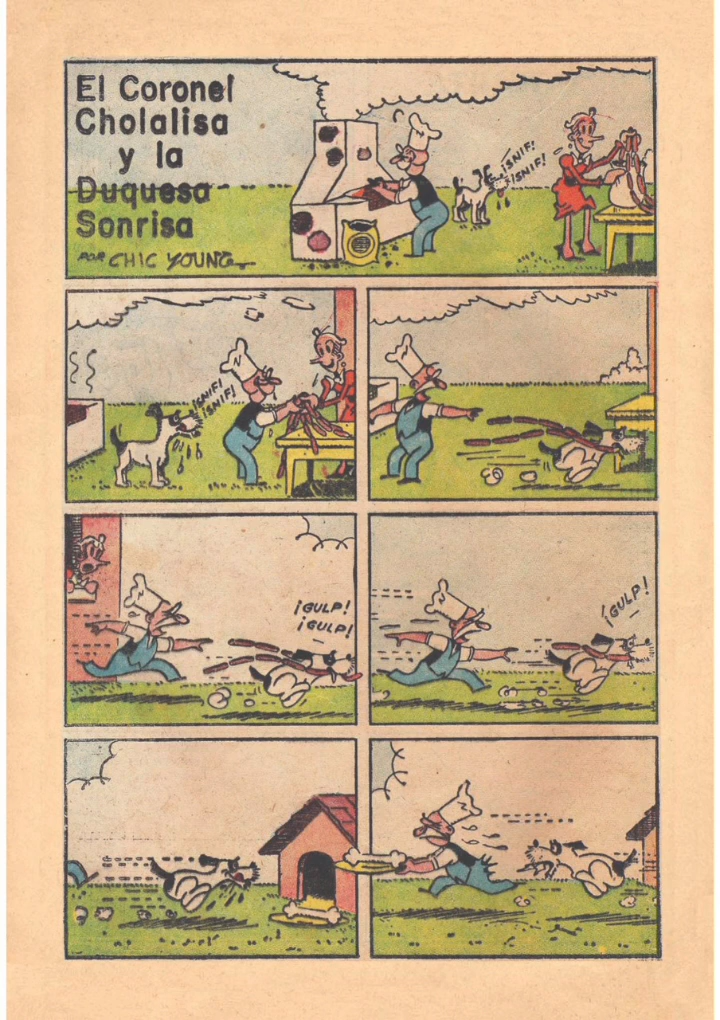 El Coronel
Cholalisa
y la
Duquesa
Sonrisa
POR CHIC YOUNG
¡SNIF!
¡SNIF!
¡SNIF!
¡SNIF!
¡GULP!
¡GULP!
¡GULP!